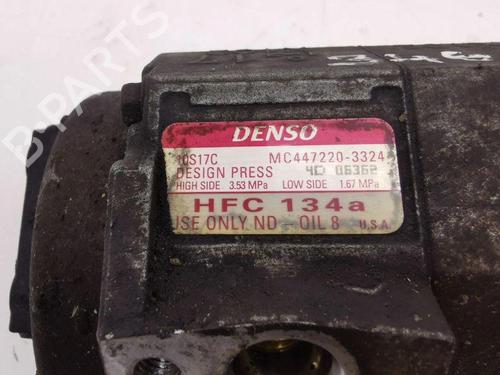 346
DENSO
10S17C MC447220-3324
DESIGN PRESS 4D 06362
HIGH SIDE 3.53 MPa LOW SIDE 1.67 MPa
HFC 134a
USE ONLY ND-OIL 8 U.S.A.